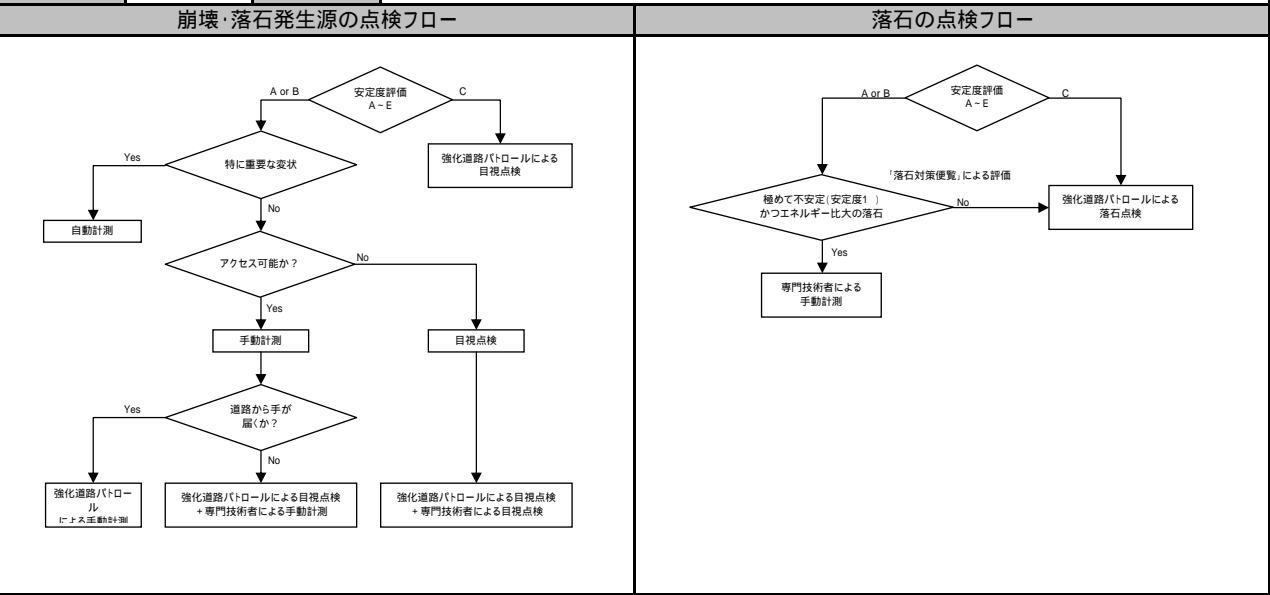 崩壊・落石発生源の点検フロー
安定度評価
A～E
A or B
C
特に重要な変状
強化道路パトロールによる
目視点検
Yes
No
自動計測
アクセス可能か？
No
Yes
手動計測
目視点検
道路から手が
届くか？
Yes
No
強化道路パトロー
ル
による手動計測
強化道路パトロールによる目視点検
+専門技術者による手動計測
強化道路パトロールによる目視点検
+専門技術者による目視点検
落石の点検フロー
安定度評価
A～E
A or B
C
「落石対策便覧」による評価
極めて不安定(安定度1 )
かつエネルギー比大の落石
No
強化道路パトロールによる
落石点検
Yes
専門技術者による
手動計測